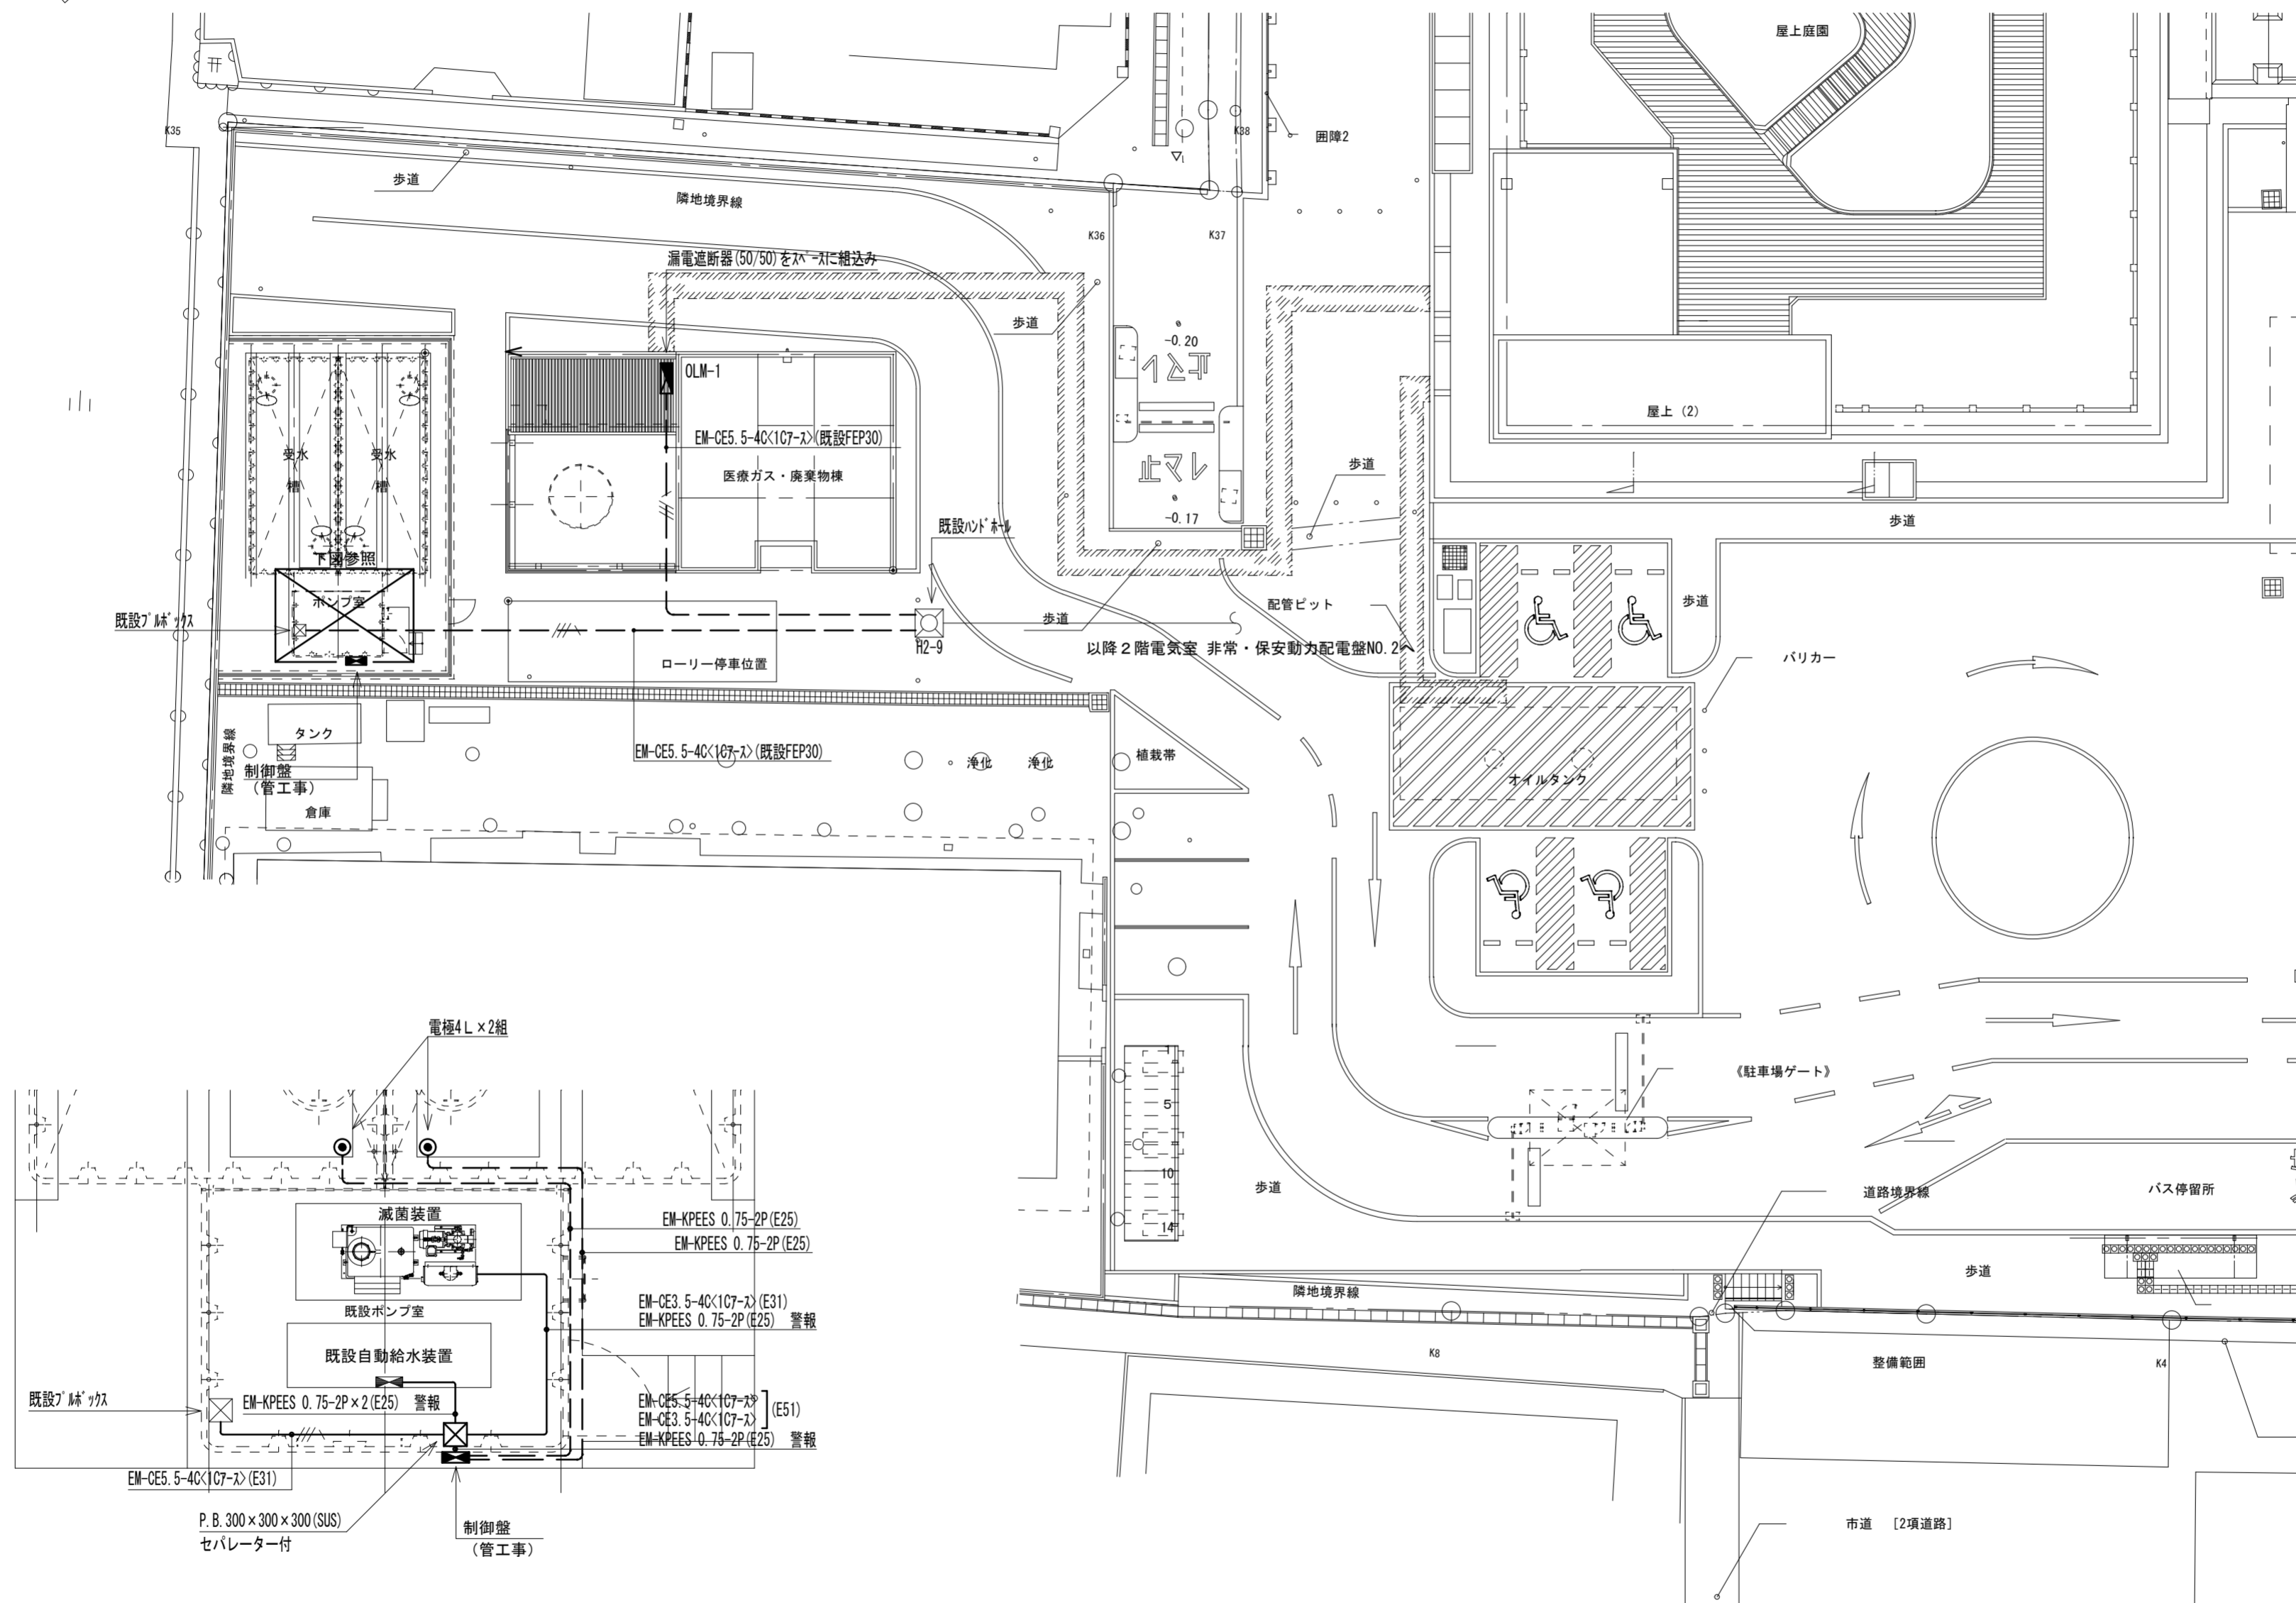 屋上庭園
K35
K38
囲障2
歩道
隣地境界線
K36
K37
漏電遮断器(50/50)をｽﾍﾟｰｽに組込み
歩道
-0.20
止マレ
OLM-1
屋上（2）
EM-CE5.5-4C<1Cｱｰｽ>(既設FEP30)
受水
受水
槽
槽
医療ガス・廃棄物棟
止マレ
歩道
-0.17
既設ﾊﾝﾄﾞﾎｰﾙ
歩道
下図参照
ポンプ室
配管ピット
歩道
既設ﾌﾟﾙﾎﾞｯｸｽ
歩道
H2-9
以降２階電気室 非常・保安動力配電盤NO.2へ
ローリー停車位置
バリカー
タンク
隣地境界線
EM-CE5.5-4C<1Cｱｰｽ>(既設FEP30)
浄化
浄化
植栽帯
制御盤
（管工事）
オイルタンク
倉庫
電極4Ｌ×2組
1
《駐車場ゲート》
5
10
14
歩道
道路境界線
バス停留所
滅菌装置
EM-KPEES 0.75-2P(E25)
EM-KPEES 0.75-2P(E25)
歩道
隣地境界線
EM-CE3.5-4C<1Cｱｰｽ>(E31)
EM-KPEES 0.75-2P(E25) 警報
既設ポンプ室
既設自動給水装置
K8
整備範囲
K4
既設ﾌﾟﾙﾎﾞｯｸｽ
EM-KPEES 0.75-2P×2(E25) 警報
EM-CE5.5-4C<1Cｱｰｽ>
EM-CE3.5-4C<1Cｱｰｽ>
(E51)
EM-KPEES 0.75-2P(E25) 警報
EM-CE5.5-4C<1Cｱｰｽ>(E31)
P.B.300×300×300(SUS)
セパレーター付
制御盤
（管工事）
市道 ［2項道路］